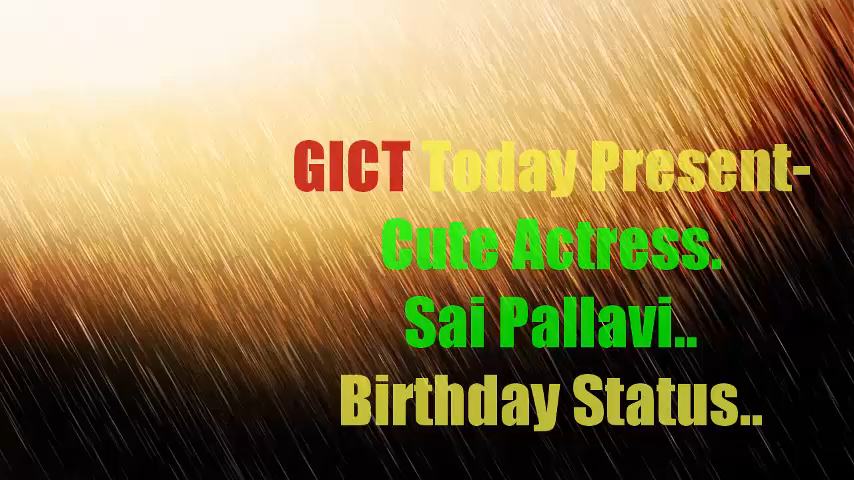 GICT Today Present-
Cute Actress.
Sai Pallavi..
Birthday Status..